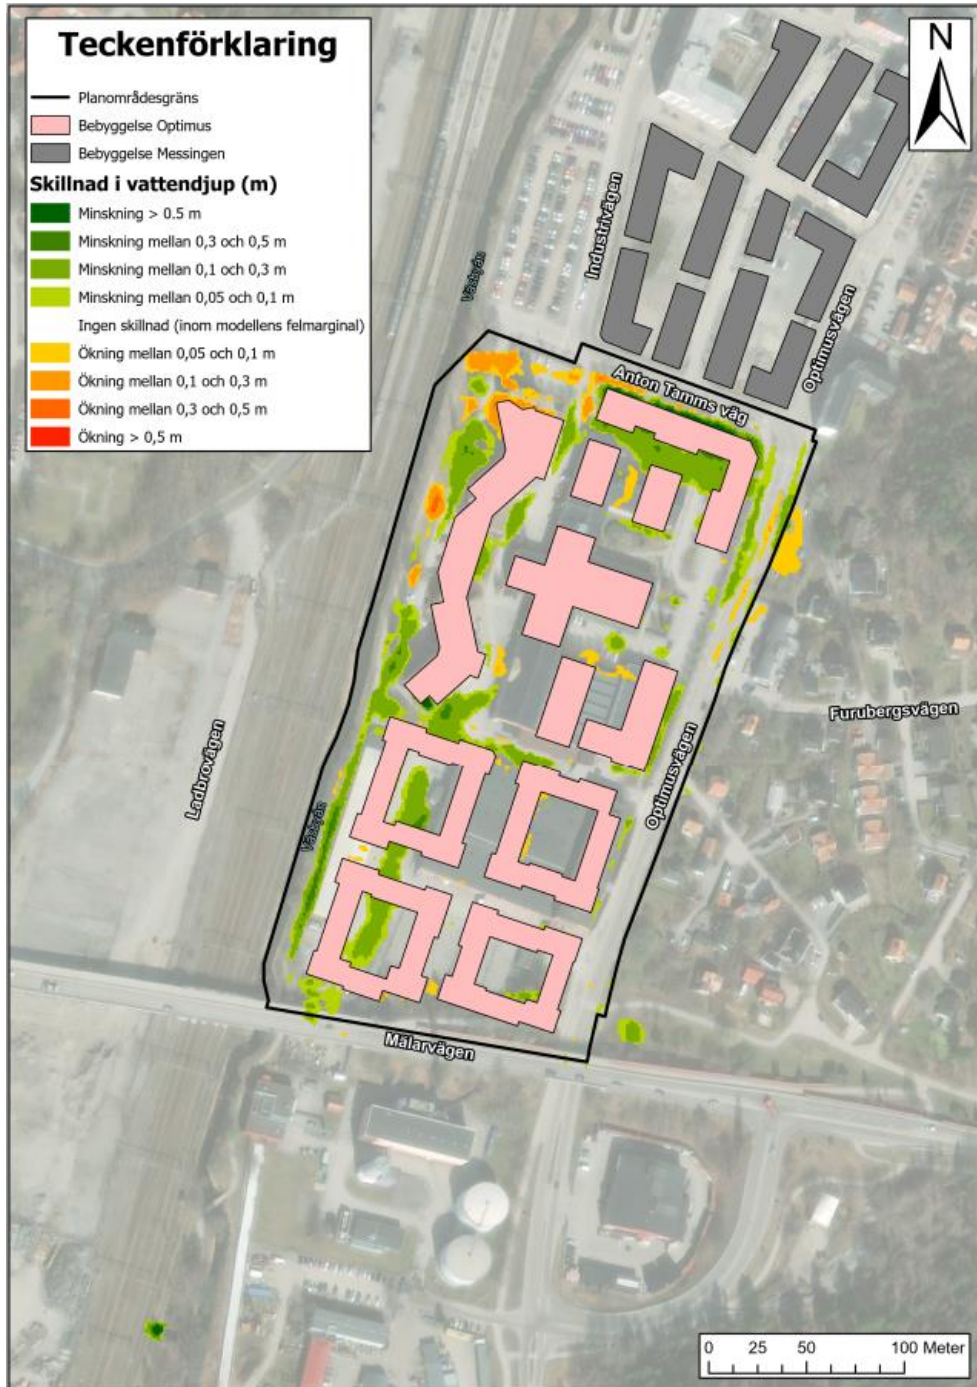 Teckenförklaring
Planområdesgräns
Bebyggelse Optimus
Bebyggelse Messingen
Skillnad i vattendjup (m)
Minskning > 0.5 m
Minskning mellan 0,3 och 0,5 m
Minskning mellan 0,1 och 0,3 m
Minskning mellan 0,05 och 0,1 m
Ingen skillnad (inom modellens felmarginal)
Ökning mellan 0,05 och 0,1 m
Ökning mellan 0,1 och 0,3 m
Ökning mellan 0,3 och 0,5 m
Ökning > 0,5 m
N
Industrivägen
Väsbyån
Optimusvägen
Anton Tamms väg
Furubergsvägen
Ladbrovägen
Optimusvägen
Väsbyån
Mälarvägen
0 25 50 100 Meter